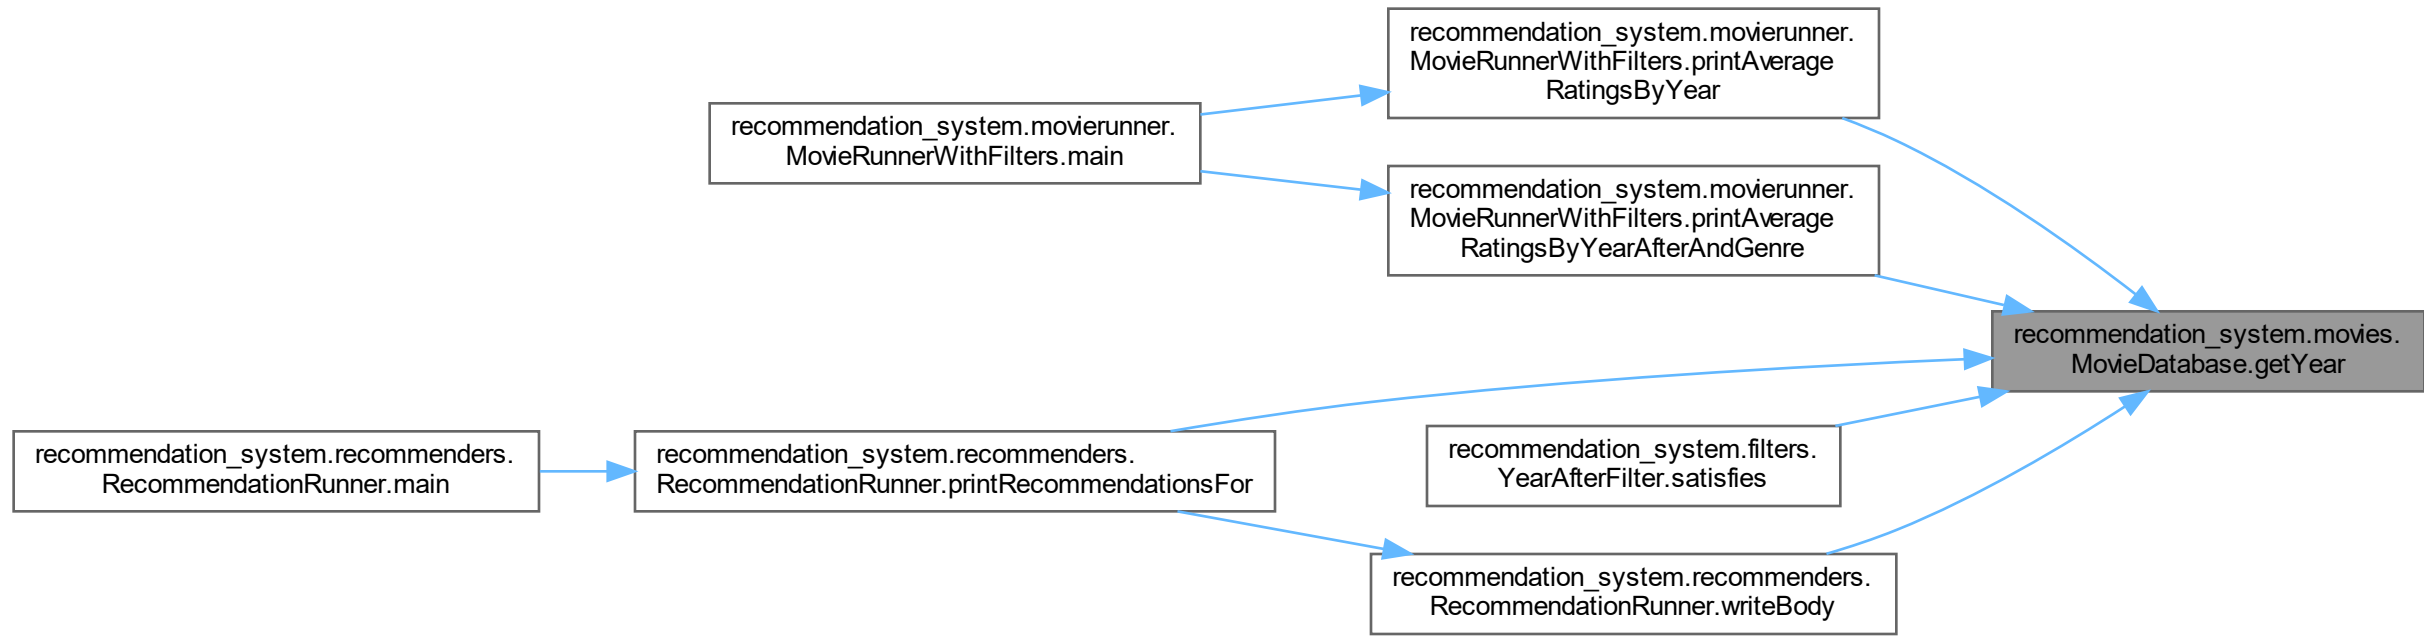 recommendation_system.movierunner.
MovieRunnerWithFilters.printAverage
RatingsByYear
recommendation_system.movierunner.
MovieRunnerWithFilters.main
recommendation_system.movierunner.
MovieRunnerWithFilters.printAverage
RatingsByYearAfterAndGenre
recommendation_system.movies.
MovieDatabase.getYear
recommendation_system.recommenders.
RecommendationRunner.main
recommendation_system.recommenders.
RecommendationRunner.printRecommendationsFor
recommendation_system.filters.
YearAfterFilter.satisfies
recommendation_system.recommenders.
RecommendationRunner.writeBody